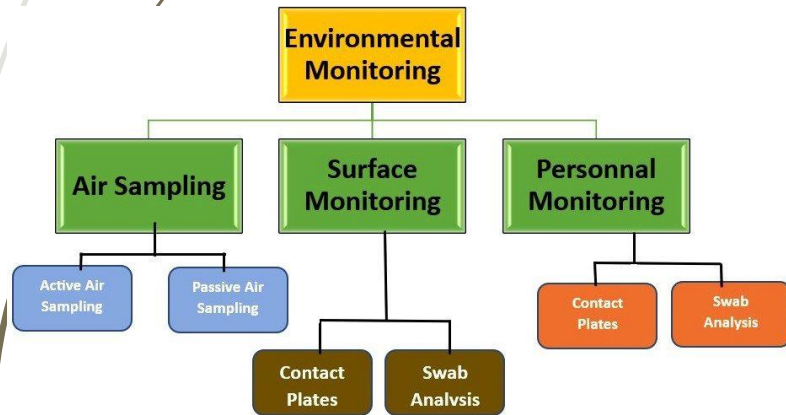 Environmental
Monitoring
Air Sampling
Surface
Monitoring
Personnal
Monitoring
Active Air
Sampling
Passive Air
Sampling
Contact
Plates
Swab
Analysis
Contact
Plates
Swab
Analysis